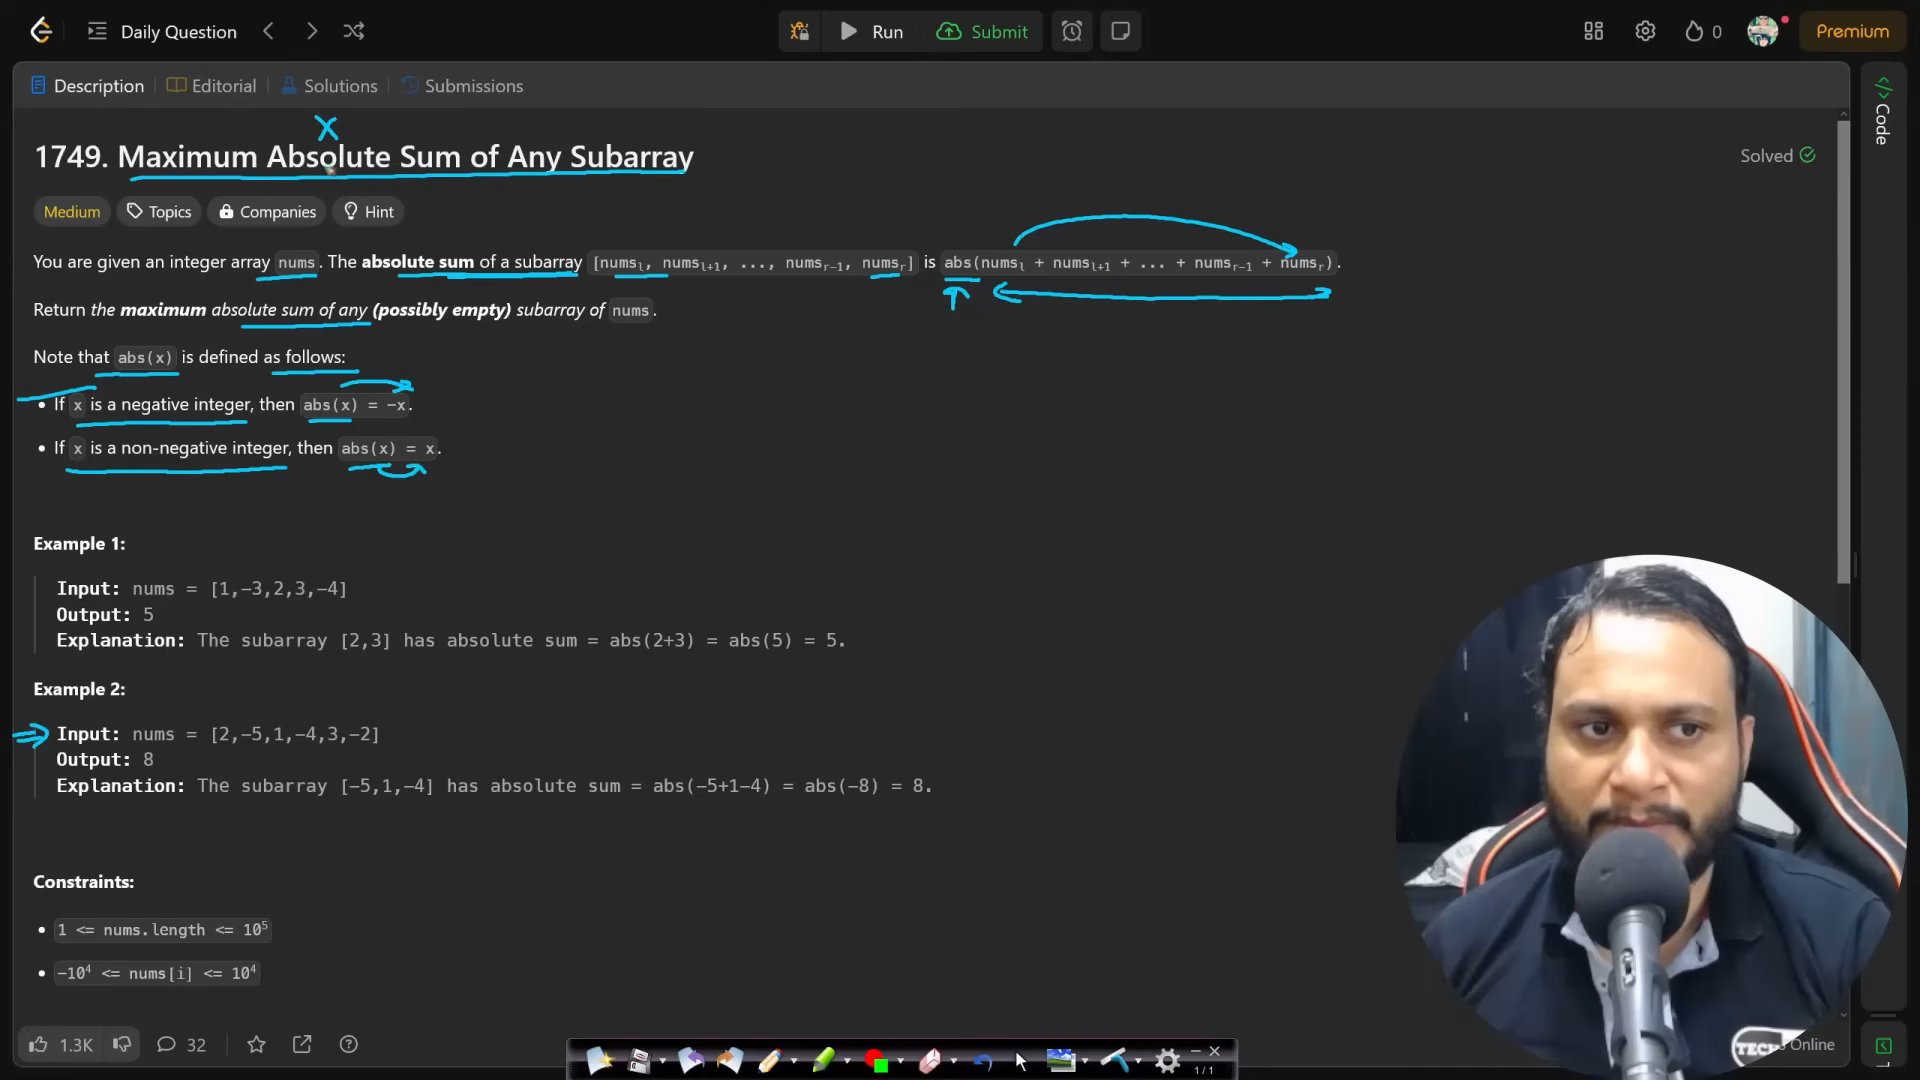 Daily Question
Run
Submit
0
Premium
Description
Editorial
Solutions
Submissions
Code
X
1749. Maximum Absolute Sum of Any Subarray
Solved
Medium
Topics
Companies
Hint
You are given an integer array nums. The absolute sum of a subarray [numsl, numsl+1, ..., numsr-1, numsr] is abs(numsl + numsl+1 + ... + numsr-1 + numsr).
Return the maximum absolute sum of any (possibly empty) subarray of nums.
Note that abs(x) is defined as follows:
• If x is a negative integer, then abs(x) = -x.
• If x is a non-negative integer, then abs(x) = x.
Example 1:
Input: nums = [1,-3,2,3,-4]
Output: 5
Explanation: The subarray [2,3] has absolute sum = abs(2+3) = abs(5) = 5.
Example 2:
Input: nums = [2,-5,1,-4,3,-2]
Output: 8
Explanation: The subarray [-5,1,-4] has absolute sum = abs(-5+1-4) = abs(-8) = 8.
Constraints:
• 1 <= nums.length <= 10⁵
• -10⁴ <= nums[i] <= 10⁴
1.3K
32
1/1
TECH
Online